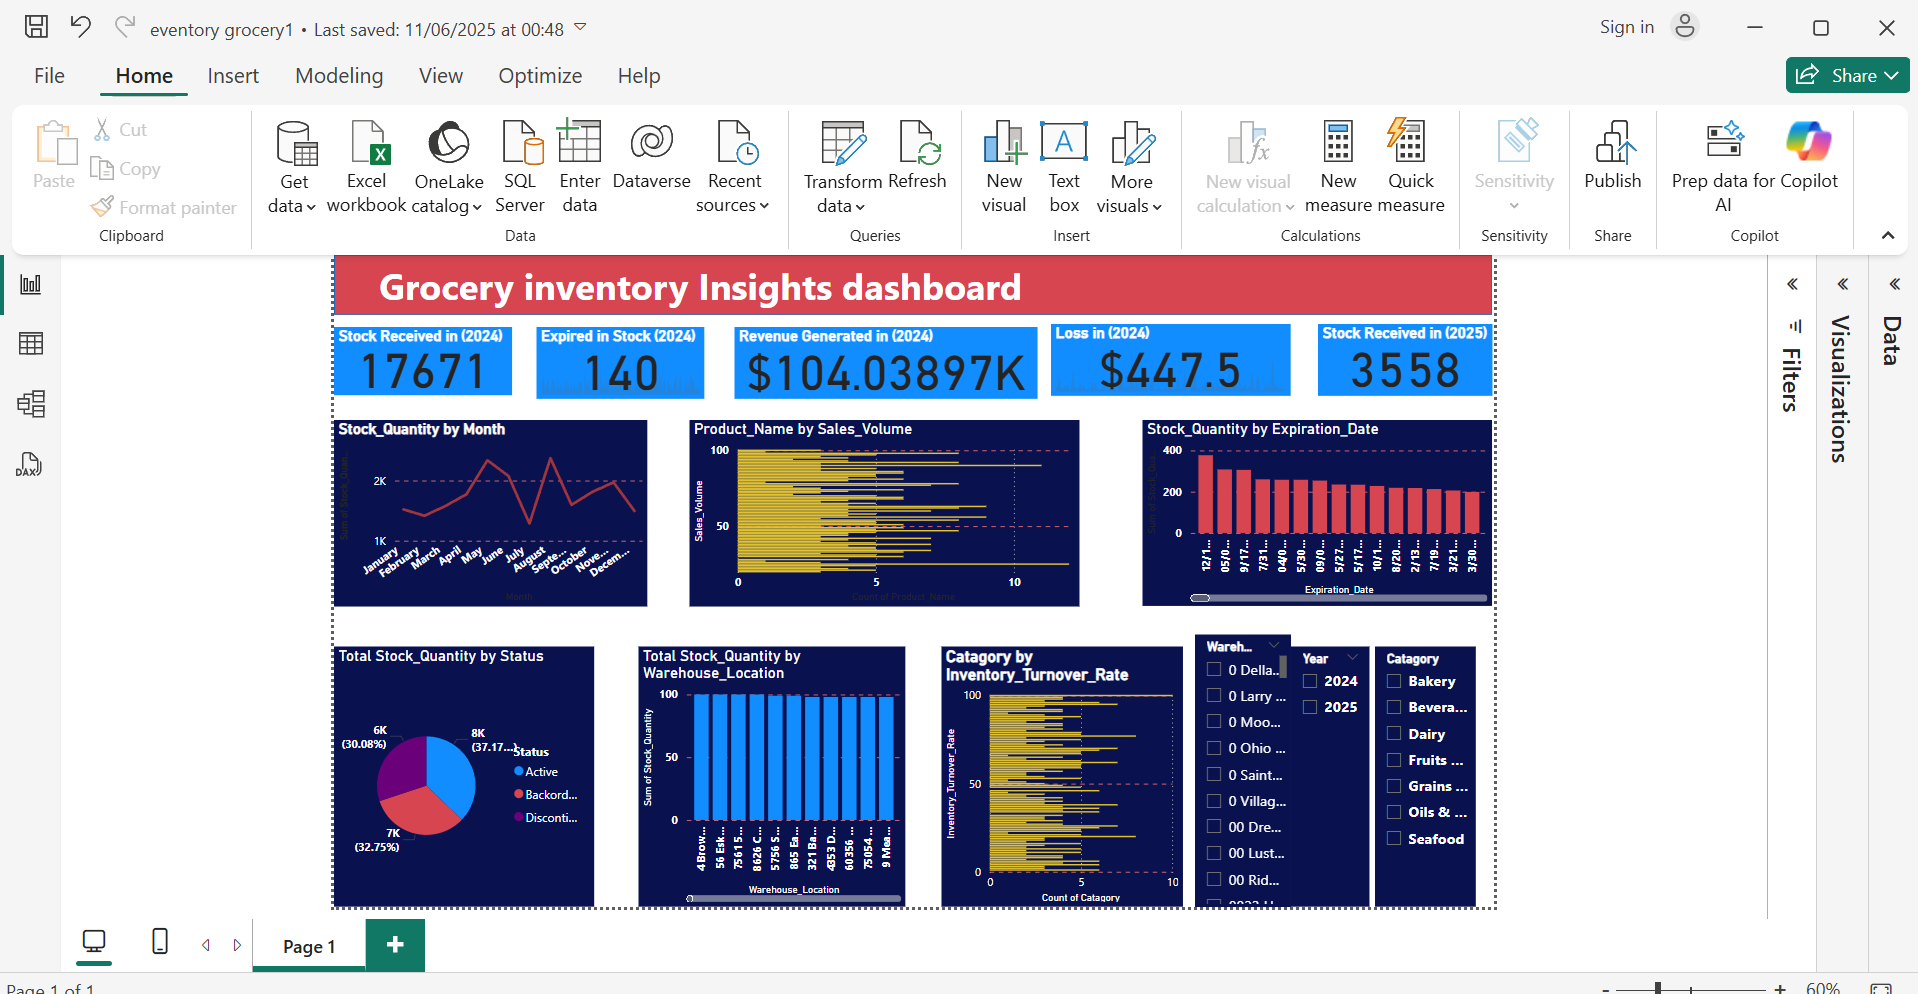 eventory grocery1 • Last saved: 11/06/2025 at 00:48
Sign in
File Home Insert Modeling View Optimize Help
Share
Paste
Cut
Copy
Format painter
Clipboard
Get data
Excel workbook
OneLake catalog
SQL Server
Enter data
Dataverse
Recent sources
Data
Transform data
Refresh
Queries
New visual
Text box
More visuals
Insert
New visual calculation
New measure
Quick measure
Calculations
Sensitivity
Sensitivity
Publish
Share
Prep data for AI
Copilot
Copilot
DAX
Filters
Visualizations
Data
Grocery inventory Insights dashboard
Stock Received in (2024)
17671
Expired in Stock (2024)
140
Revenue Generated in (2024)
$104.03897K
Loss in (2024)
$447.5
Stock Received in (2025)
3558
Stock_Quantity by Month
Sum of Stock_Quan...
2K
1K
January
February
March
April
May
June
July
August
Septe...
October
Nove...
Decem...
Month
Product_Name by Sales_Volume
Sales_Volume
100
50
0 5 10
Count of Product_Name
Stock_Quantity by Expiration_Date
Sum of Stock_Qua...
400
200
0
12/1...
05/0...
9/17...
7/31...
04/0...
5/30...
09/0...
5/27...
5/17...
10/1...
8/20...
2/13...
7/19...
3/21...
3/30...
Expiration_Date
Total Stock_Quantity by Status
6K
(30.08%)
8K
(37.17...)
7K
(32.75%)
Status
Active
Backord...
Disconti...
Total Stock_Quantity by
Warehouse_Location
Sum of Stock_Quantity
100
50
0
4 Brow...
56 Esk...
7561 5...
8626 C...
5756 S...
865 Ea...
321 Ba...
4353 D...
60356 ...
75054 ...
9 Mea...
Warehouse_Location
Catagory by
Inventory_Turnover_Rate
Inventory_Turnover_Rate
100
50
0
0 5 10
Count of Catagory
Wareh...
0 Della...
0 Larry ...
0 Moo...
0 Ohio ...
0 Saint...
0 Villag...
00 Dre...
00 Lust...
00 Rid...
Year
2024
2025
Catagory
Bakery
Bevera...
Dairy
Fruits ...
Grains ...
Oils & ...
Seafood
Page 1
Page 1 of 1
60%